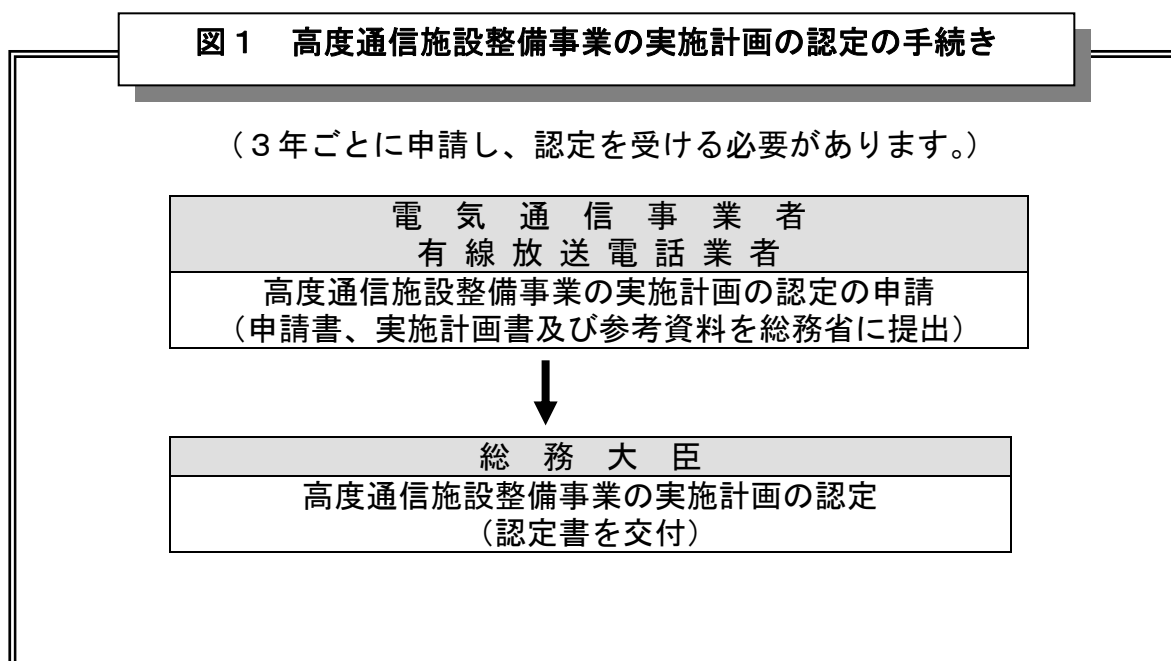 図1　高度通信施設整備事業の実施計画の認定の手続き
（3年ごとに申請し、認定を受ける必要があります。）
電　気　通　信　事　業　者
有 線 放 送 電 話 業 者
高度通信施設整備事業の実施計画の認定の申請
（申請書、実施計画書及び参考資料を総務省に提出）
総　務　大　臣
高度通信施設整備事業の実施計画の認定
（認定書を交付）